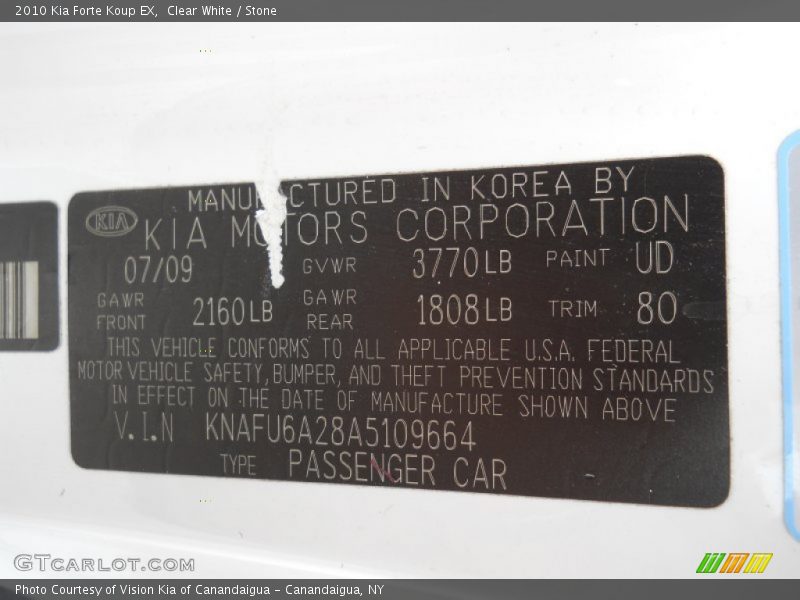 2010 Kia Forte Koup EX,  Clear White / Stone
MANU CTURED IN KOREA BY
KIA KIA MOTORS CORPORATION
07/09 GVWR 3770LB PAINT UD
GAWR FRONT 2160LB GAWR REAR 1808LB TRIM 80
THIS VEHICLE CONFORMS TO ALL APPLICABLE U.S.A. FEDERAL
MOTOR VEHICLE SAFETY, BUMPER, AND THEFT PREVENTION STANDARDS
IN EFFECT ON THE DATE OF MANUFACTURE SHOWN ABOVE
V.I.N KNAFU6A28A5109664
TYPE PASSENGER CAR
GTCARLOT.COM
Photo Courtesy of Vision Kia of Canandaigua - Canandaigua, NY